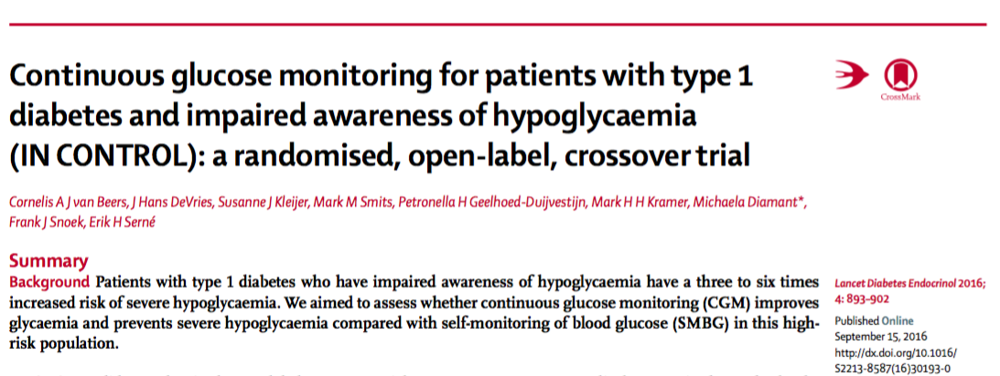 Continuous glucose monitoring for patients with type 1
diabetes and impaired awareness of hypoglycaemia
(IN CONTROL): a randomised, open-label, crossover trial
CrossMark
Cornelis A J van Beers, J Hans DeVries, Susanne J Kleijer, Mark M Smits, Petronella H Geelhoed-Duijvestijn, Mark H H Kramer, Michaela Diamant*,
Frank J Snoek, Erik H Serné
Summary
Background Patients with type 1 diabetes who have impaired awareness of hypoglycaemia have a three to six times
increased risk of severe hypoglycaemia. We aimed to assess whether continuous glucose monitoring (CGM) improves
glycaemia and prevents severe hypoglycaemia compared with self-monitoring of blood glucose (SMBG) in this high-
risk population.
Lancet Diabetes Endocrinol 2016;
4: 893–902
Published Online
September 15, 2016
http://dx.doi.org/10.1016/
S2213-8587(16)30193-0